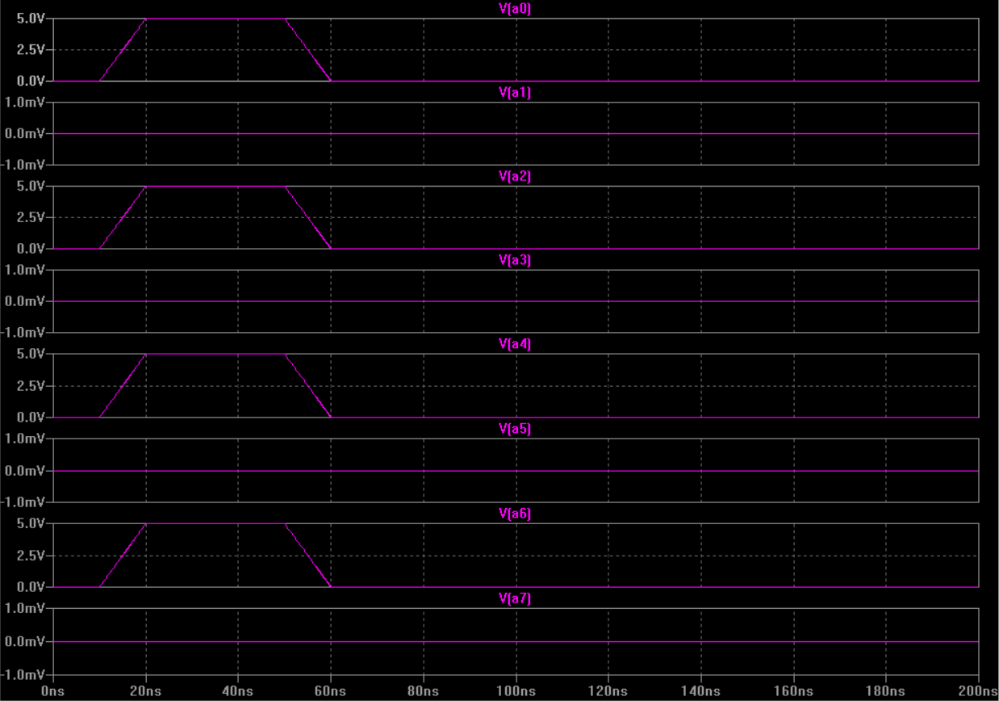 V(a0)
5.0V
2.5V
0.0V
V(a1)
1.0mV
0.0mV
-1.0mV
V(a2)
5.0V
2.5V
0.0V
V(a3)
1.0mV
0.0mV
-1.0mV
V(a4)
5.0V
2.5V
0.0V
V(a5)
1.0mV
0.0mV
-1.0mV
V(a6)
5.0V
2.5V
0.0V
V(a7)
1.0mV
0.0mV
-1.0mV
0ns 20ns 40ns 60ns 80ns 100ns 120ns 140ns 160ns 180ns 200ns